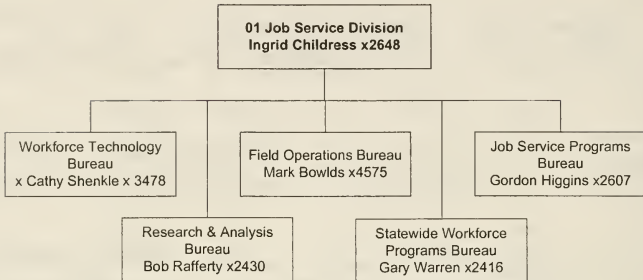 01 Job Service Division
Ingrid Childress x2648
Workforce Technology
Bureau
x Cathy Shenkle x 3478
Field Operations Bureau
Mark Bowlds x4575
Job Service Programs
Bureau
Gordon Higgins x2607
Research & Analysis
Bureau
Bob Rafferty x2430
Statewide Workforce
Programs Bureau
Gary Warren x2416